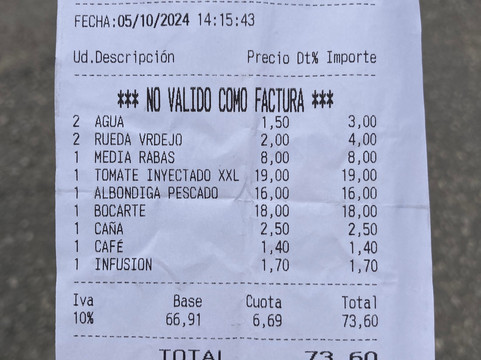 FECHA:05/10/2024 14:15:43
Ud.Descripción Precio Dt% Importe
*** NO VALIDO COMO FACTURA ***
2 AGUA 1,50 3,00
2 RUEDA VRDEJO 2,00 4,00
1 MEDIA RABAS 8,00 8,00
1 TOMATE INYECTADO XXL 19,00 19,00
1 ALBONDIGA PESCADO 16,00 16,00
1 BOCARTE 18,00 18,00
1 CAÑA 2,50 2,50
1 CAFÉ 1,40 1,40
1 INFUSION 1,70 1,70
Iva Base Cuota Total
10% 66,91 6,69 73,60
TOTAL 73,60